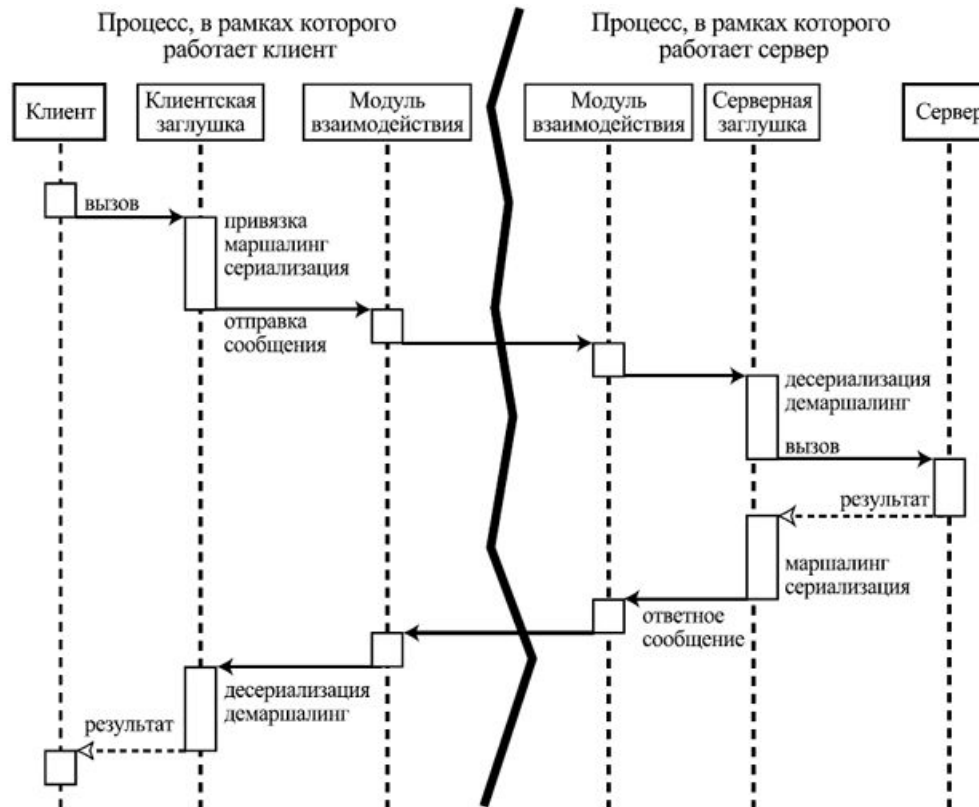 Процесс, в рамках которого
работает клиент
Процесс, в рамках которого
работает сервер
Клиент
Клиентская
заглушка
Модуль
взаимодействия
Модуль
взаимодействия
Серверная
заглушка
Сервер
вызов
привязка
маршалинг
сериализация
отправка
сообщения
десериализация
демаршалинг
вызов
результат
маршалинг
сериализация
ответное
сообщение
десериализация
демаршалинг
результат